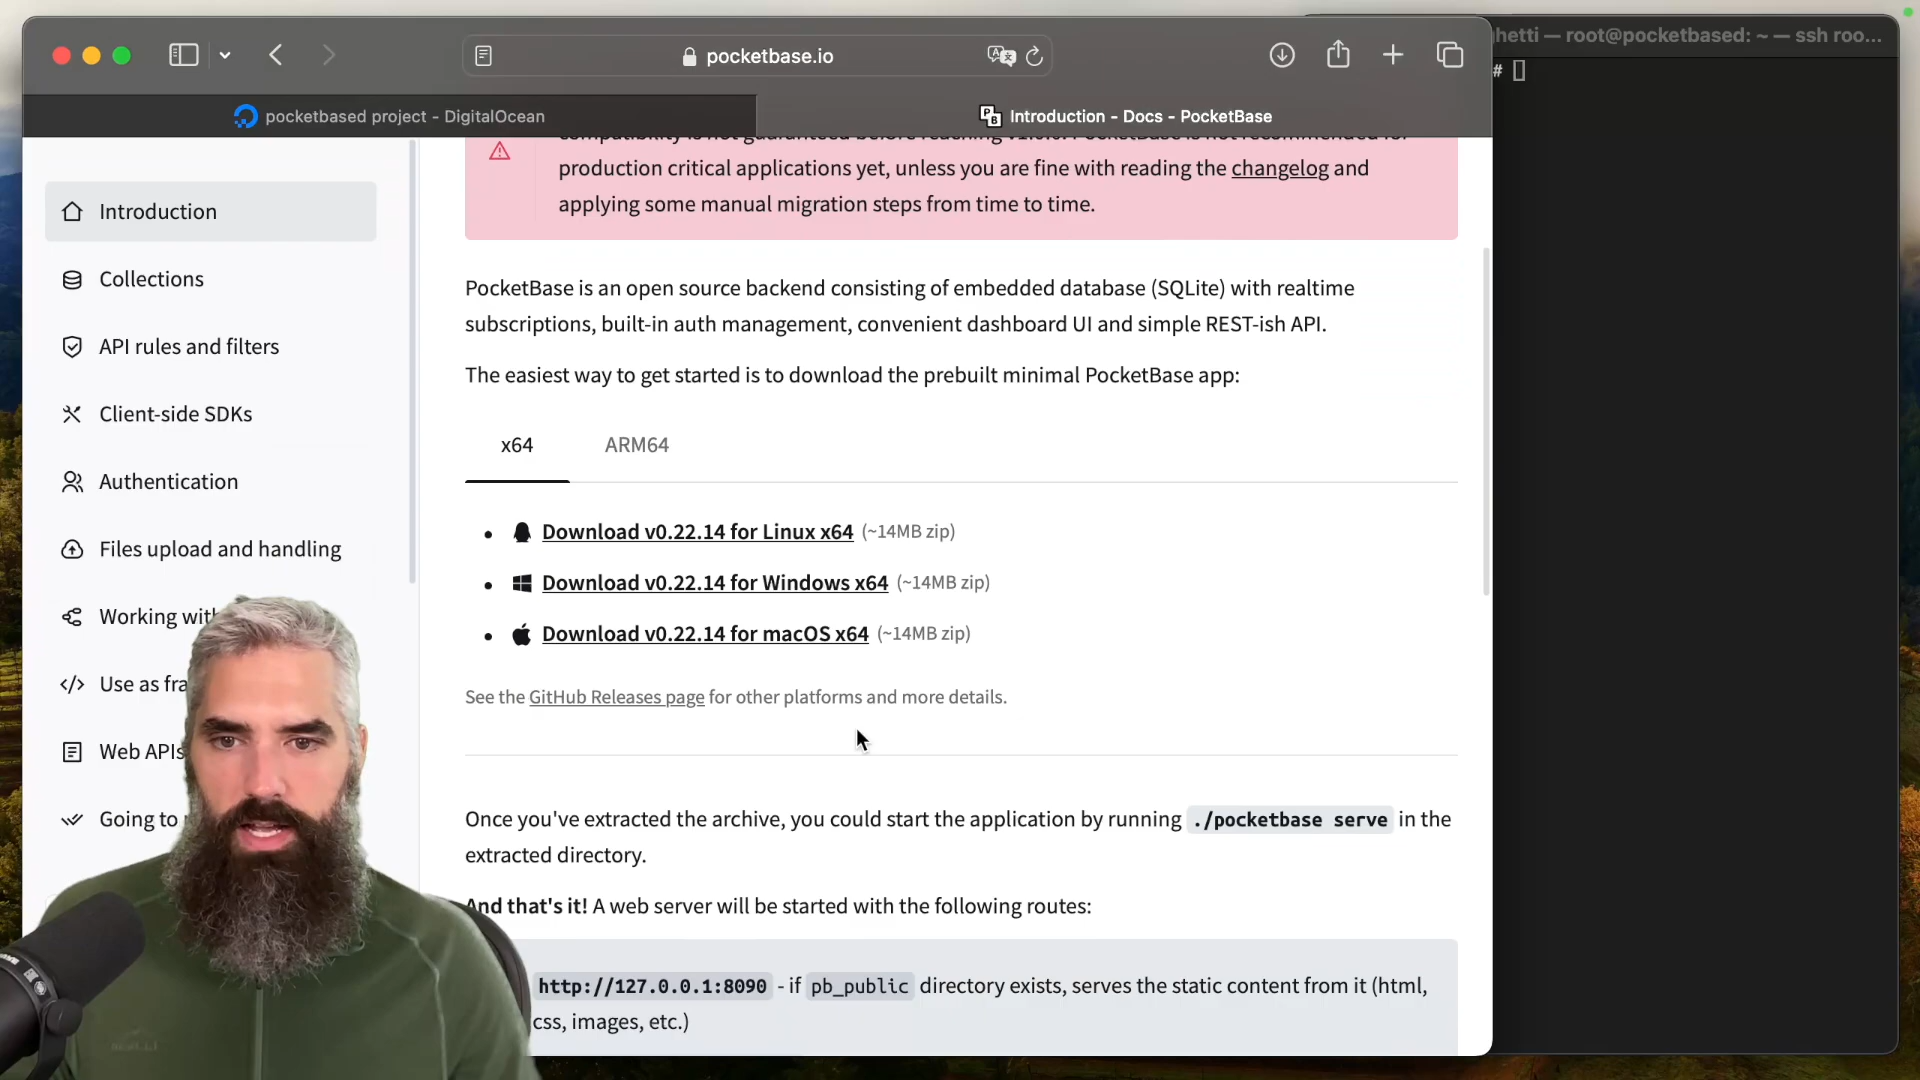 pocketbase.io
hetti — root@pocketbased: ~ — ssh roo...
# 
pocketbased project - DigitalOcean
Introduction - Docs - PocketBase
production critical applications yet, unless you are fine with reading the changelog and
applying some manual migration steps from time to time.
Introduction
Collections
API rules and filters
Client-side SDKs
Authentication
Files upload and handling
Working with
Use as fra
Web APIs
Going to
PocketBase is an open source backend consisting of embedded database (SQLite) with realtime
subscriptions, built-in auth management, convenient dashboard UI and simple REST-ish API.
The easiest way to get started is to download the prebuilt minimal PocketBase app:
x64 ARM64
Download v0.22.14 for Linux x64 (~14MB zip)
Download v0.22.14 for Windows x64 (~14MB zip)
Download v0.22.14 for macOS x64 (~14MB zip)
See the GitHub Releases page for other platforms and more details.
Once you've extracted the archive, you could start the application by running ./pocketbase serve in the
extracted directory.
And that's it! A web server will be started with the following routes:
http://127.0.0.1:8090 - if pb_public directory exists, serves the static content from it (html,
css, images, etc.)